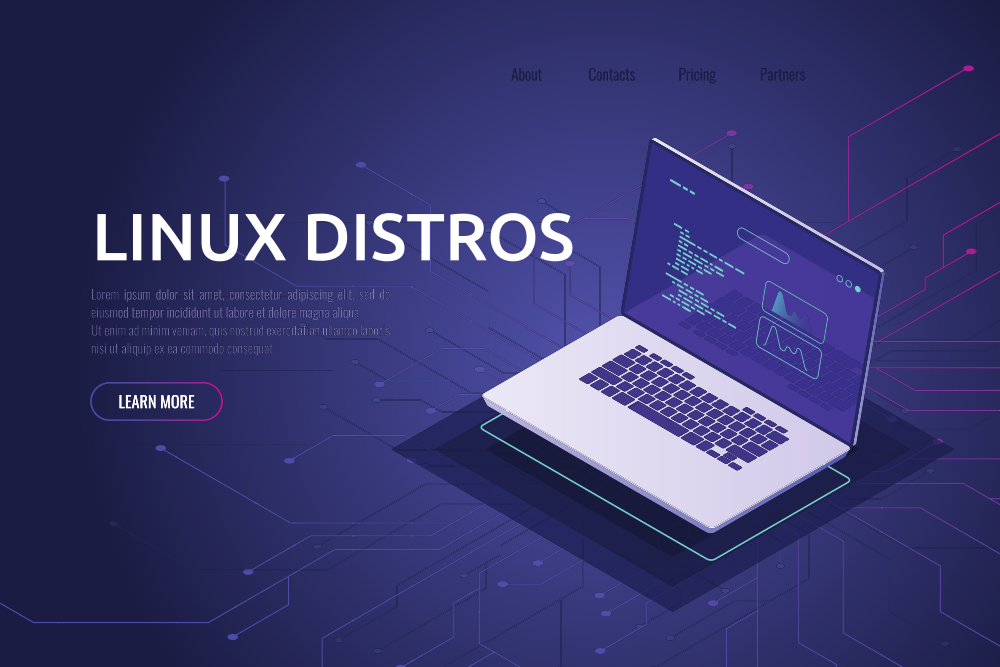 About Contacts Pricing Partners
LINUX DISTROS
Lorem ipsum dolor sit amet, consectetur adipiscing elit, sed do
eiusmod tempor incididunt ut labore et dolore magna aliqua.
Ut enim ad minim veniam, quis nostrud exercitation ullamco laboris
nisi ut aliquip ex ea commodo consequat
LEARN MORE